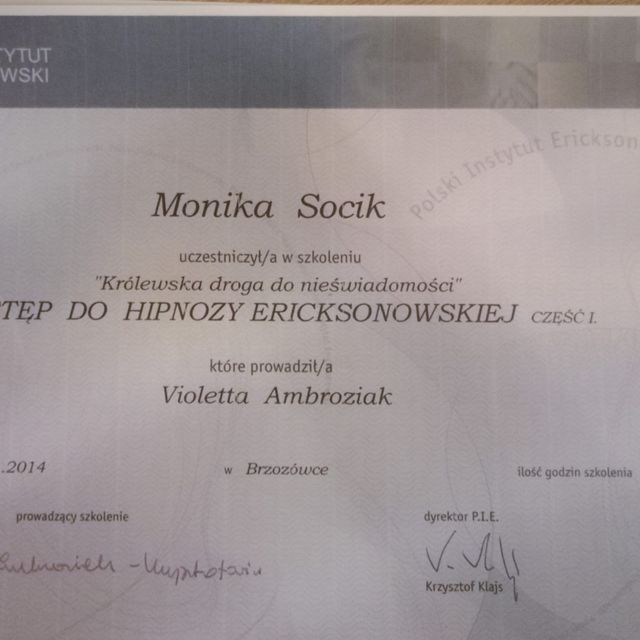 TYTUT
WSKI
Polski Instytut Erickson
Monika Socik
uczestniczył/a w szkoleniu
"Królewska droga do nieświadomości"
TĘP DO HIPNOZY ERICKSONOWSKIEJ CZĘŚĆ I.
które prowadził/a
Violetta Ambroziak
.2014 w Brzozówce ilość godzin szkolenia
prowadzący szkolenie dyrektor P.I.E.
Krzysztof Klajs